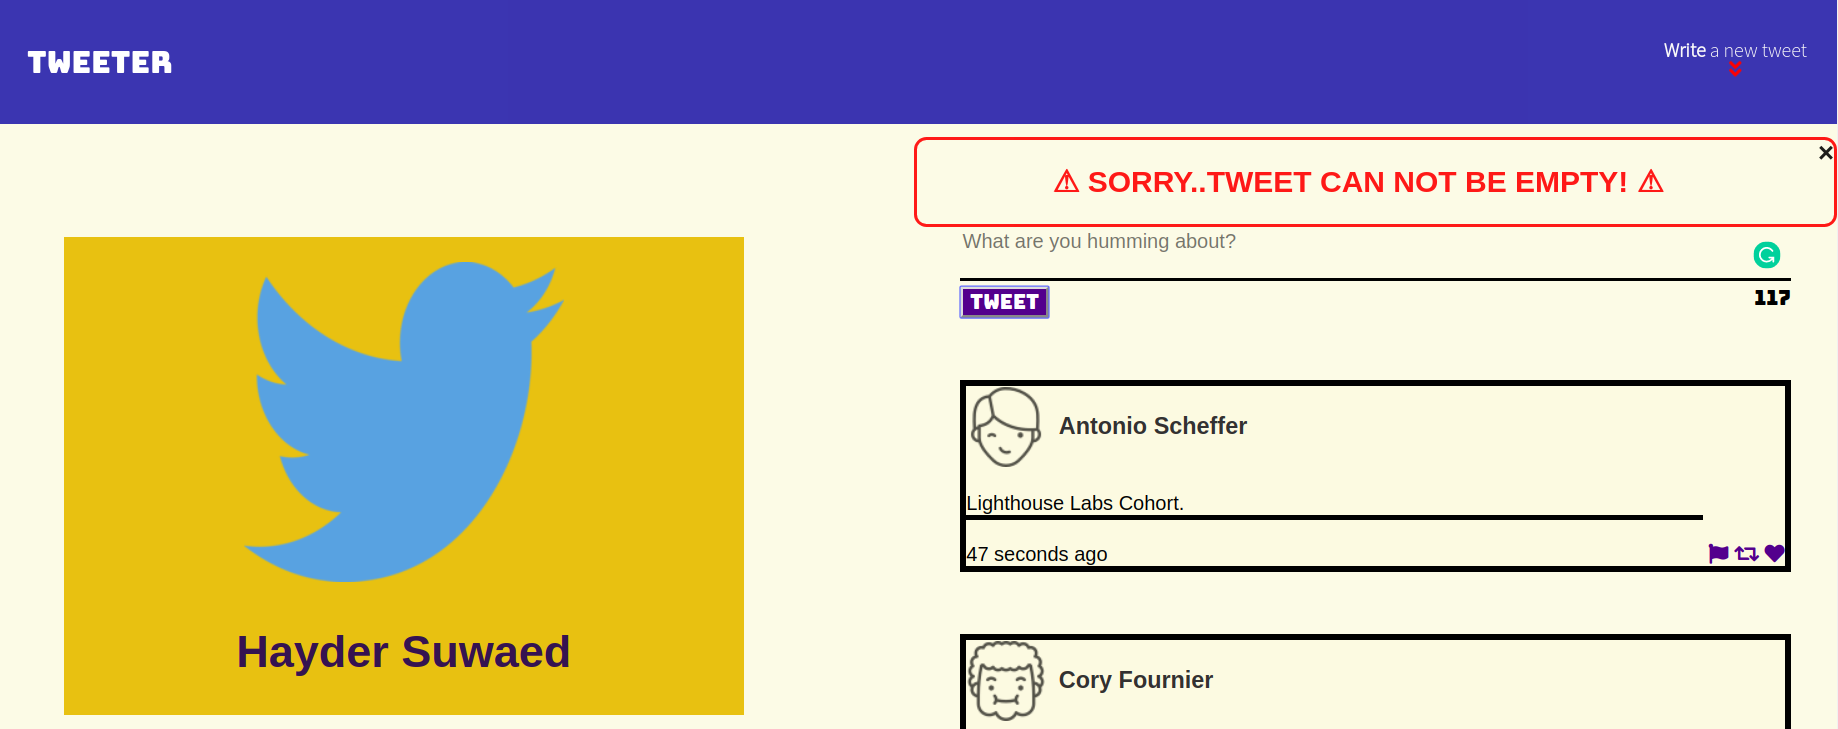 TWEETER
Write a new tweet
⚠ SORRY..TWEET CAN NOT BE EMPTY! ⚠
×
What are you humming about?
TWEET
117
Hayder Suwaed
Antonio Scheffer
Lighthouse Labs Cohort.
47 seconds ago
Cory Fournier